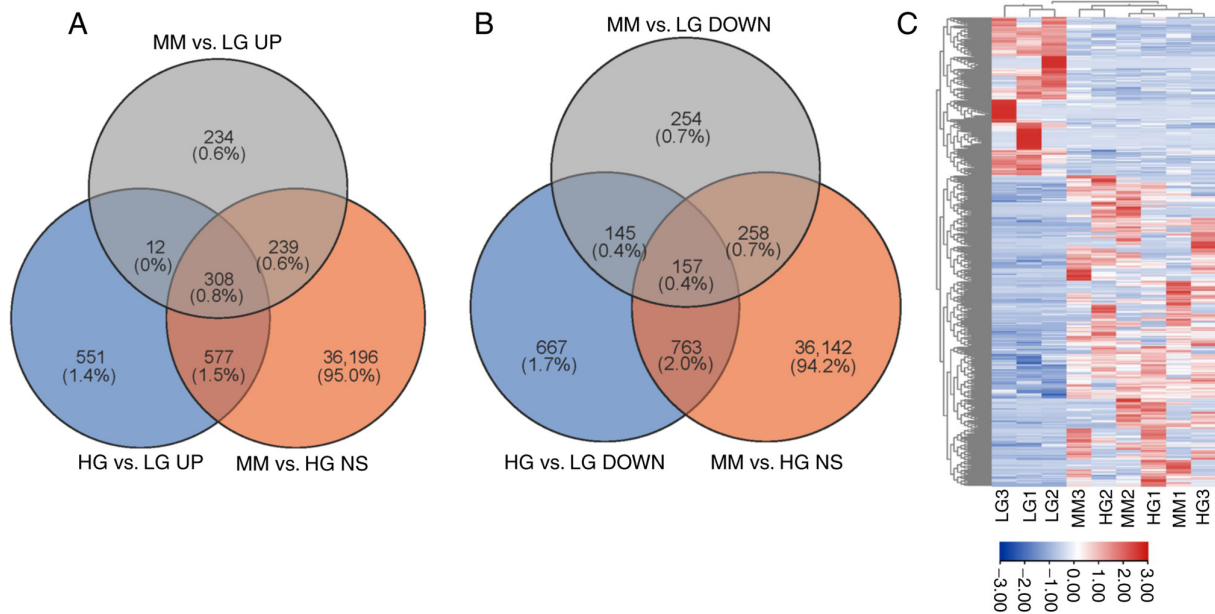 A
MM vs. LG UP
234
(0.6%)
12
(0%)
239
(0.6%)
308
(0.8%)
551
(1.4%)
577
(1.5%)
36,196
(95.0%)
HG vs. LG UP
MM vs. HG NS
B
MM vs. LG DOWN
254
(0.7%)
145
(0.4%)
258
(0.7%)
157
(0.4%)
667
(1.7%)
763
(2.0%)
36,142
(94.2%)
HG vs. LG DOWN
MM vs. HG NS
C
LG3
LG1
LG2
MM3
HG2
MM2
HG1
MM1
HG3
−3.00
−2.00
−1.00
0.00
1.00
2.00
3.00